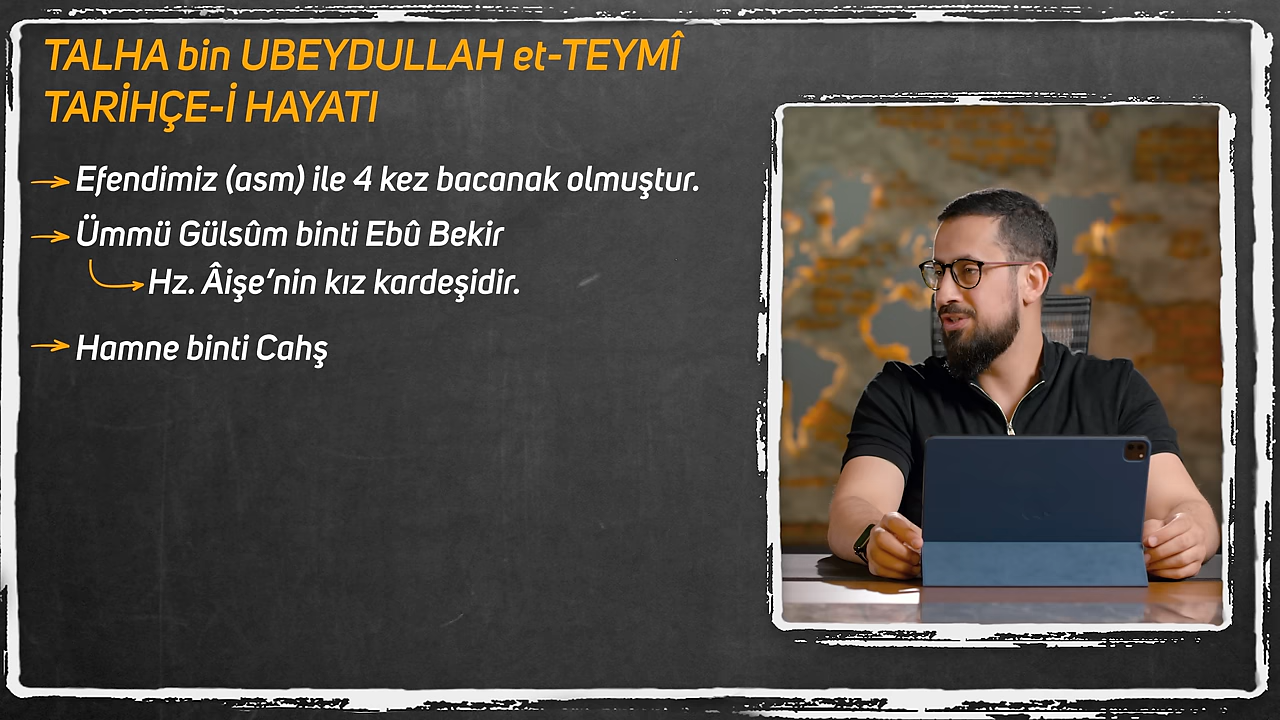 TALHA bin UBEYDULLAH et-TEYMÎ
TARİHÇE-İ HAYATI
Efendimiz (asm) ile 4 kez bacanak olmuştur.
Ümmü Gülsûm binti Ebû Bekir
Hz. Âişe'nin kız kardeşidir.
Hamne binti Cahş